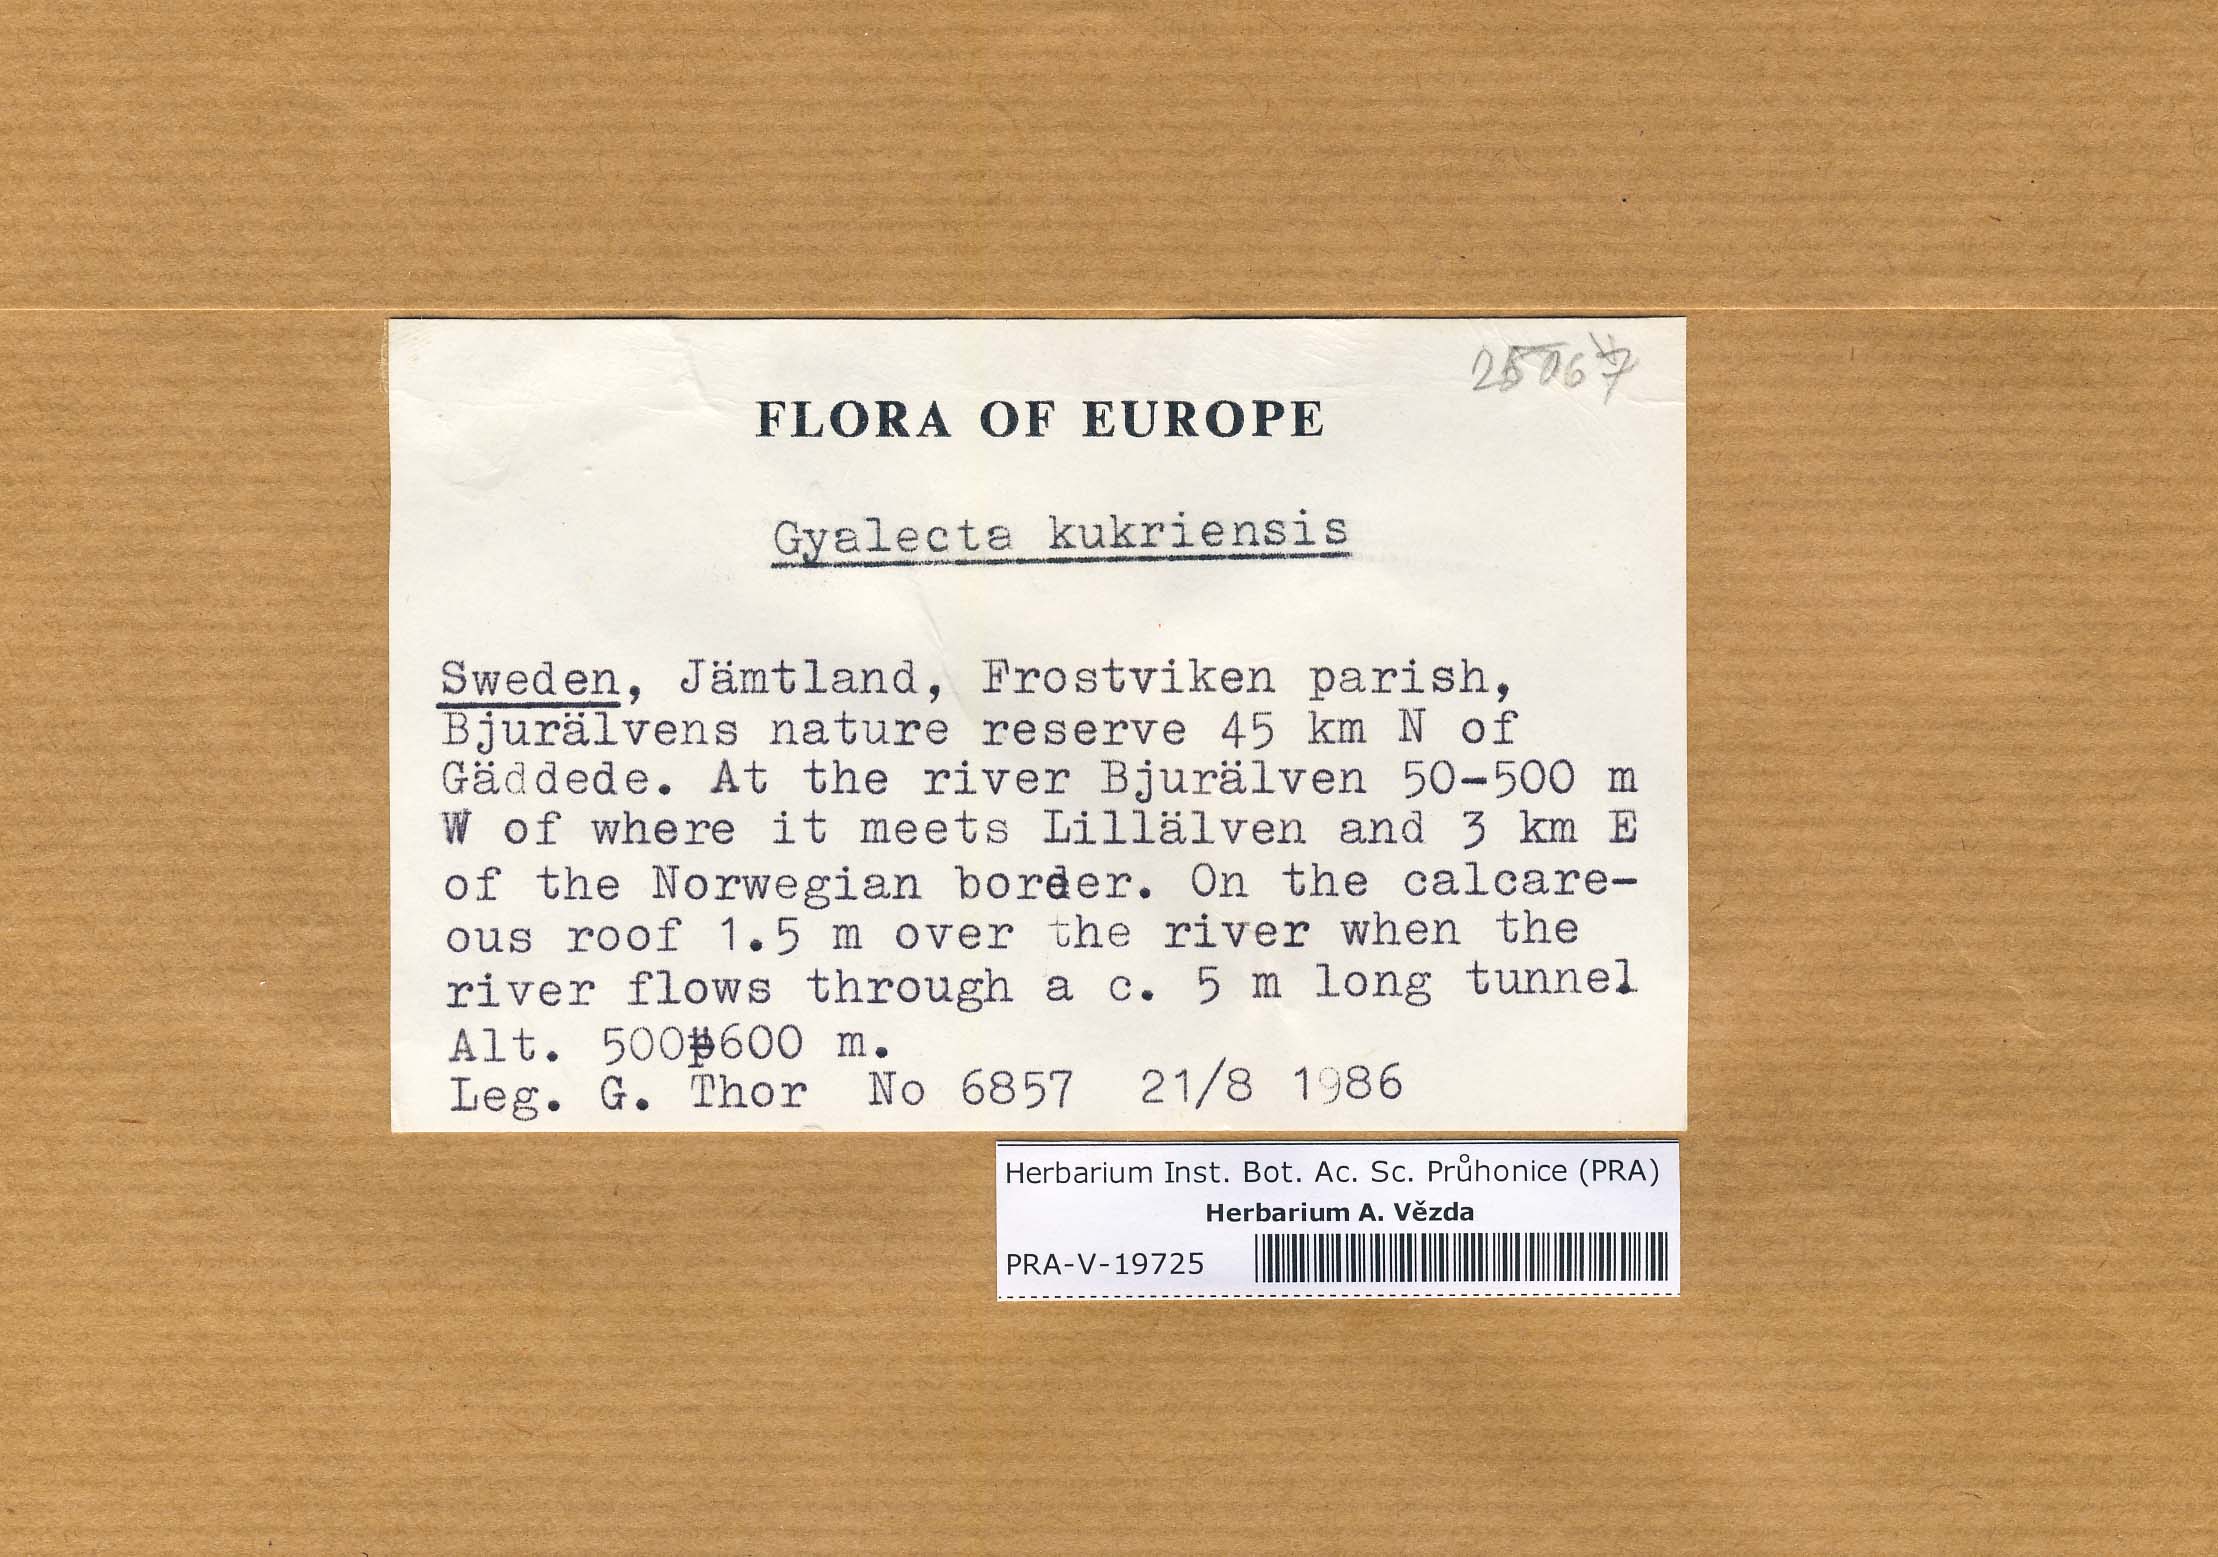 FLORA OF EUROPE
Gyalecta kukriensis
Sweden, Jämtland, Frostviken parish,
Bjurälvens nature reserve 45 km N of
Gäddede. At the river Bjurälven 50-500 m
W of where it meets Lillälven and 3 km E
of the Norwegian border. On the calcare-
ous roof 1.5 m over the river when the
river flows through a c. 5 m long tunnel
Alt. 500-600 m.
Leg. G. Thor No 6857 21/8 1986
Herbarium Inst. Bot. Ac. Sc. Průhonice (PRA)
Herbarium A. Vězda
PRA-V-19725